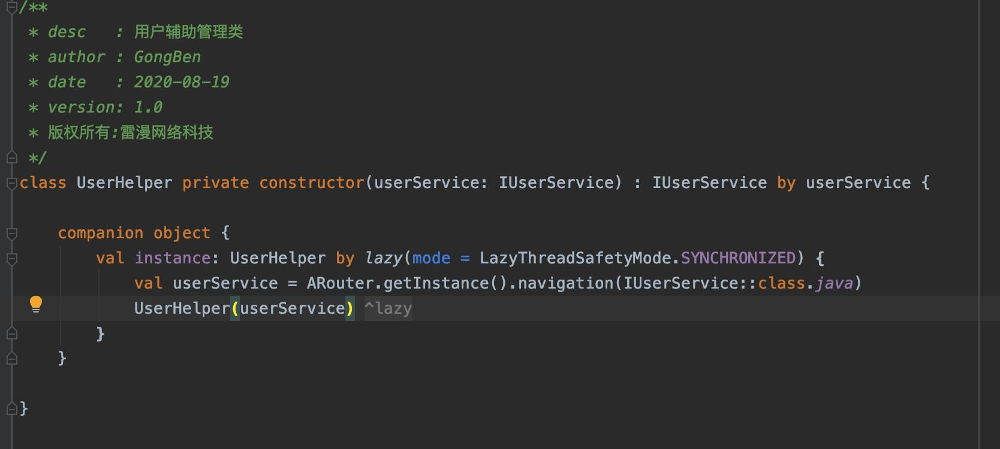 /**
 * desc   : 用户辅助管理类
 * author : GongBen
 * date   : 2020-08-19
 * version: 1.0
 * 版权所有:雷漫网络科技
 */
class UserHelper private constructor(userService: IUserService) : IUserService by userService {
    companion object {
        val instance: UserHelper by lazy(mode = LazyThreadSafetyMode.SYNCHRONIZED) {
            val userService = ARouter.getInstance().navigation(IUserService::class.java)
            UserHelper(userService) ^lazy
        }
    }
}